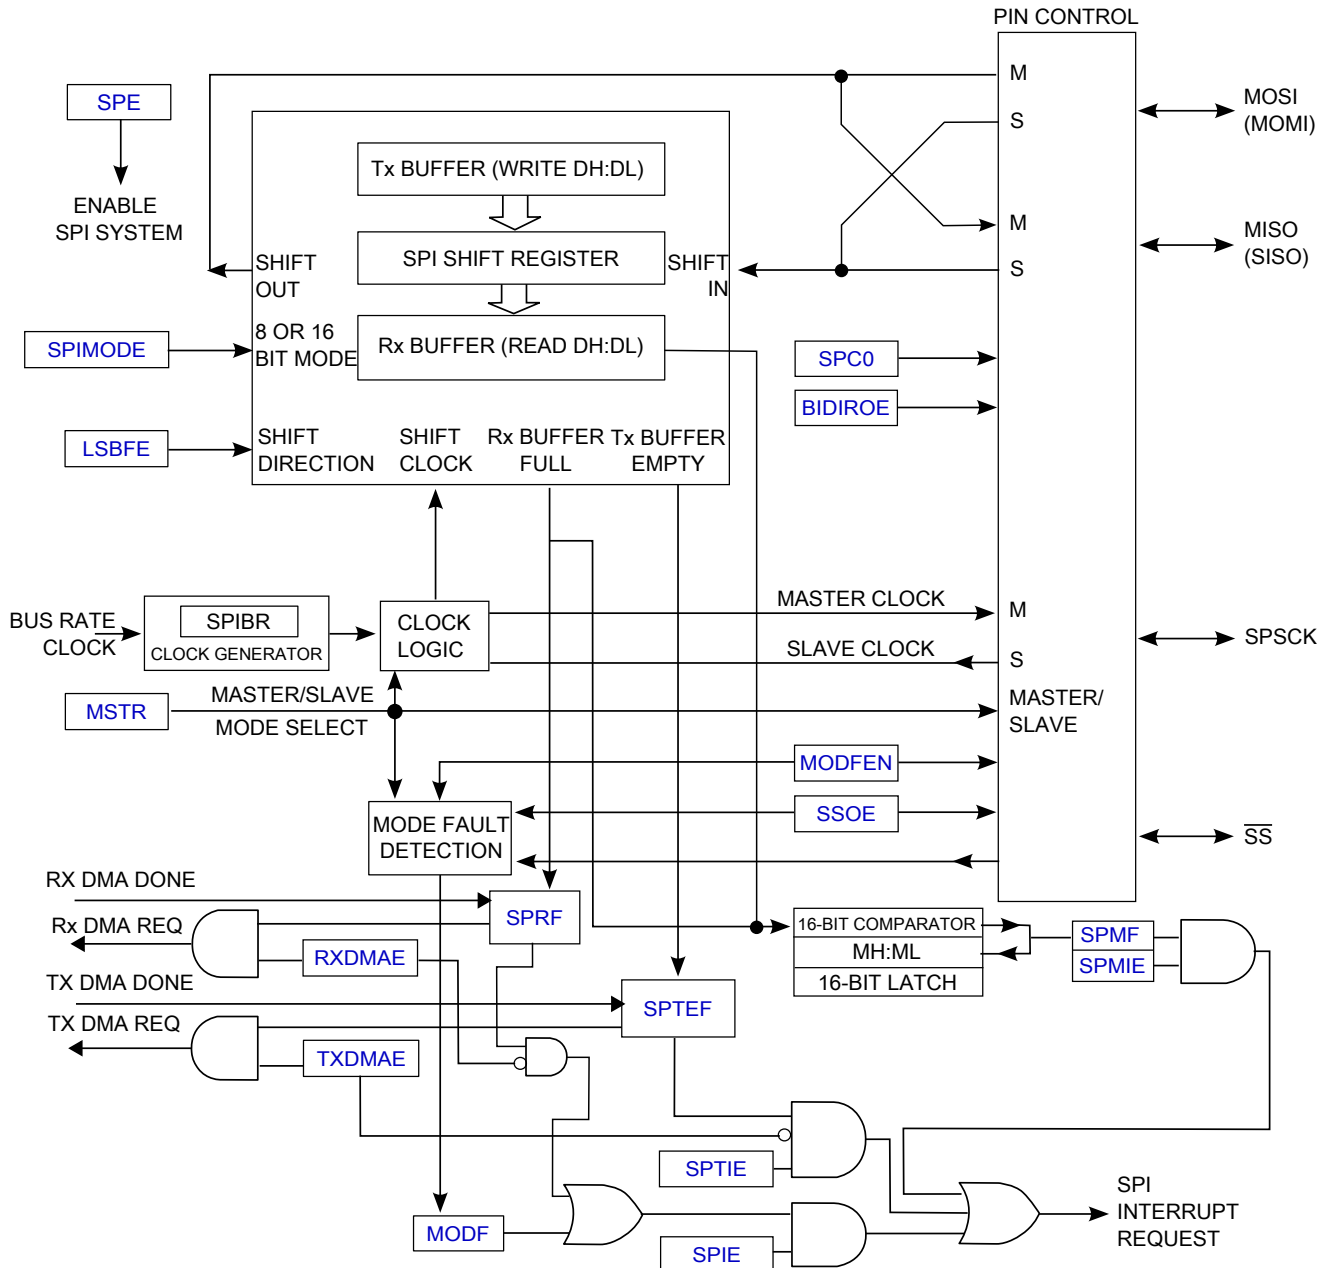 PIN CONTROL
M
MOSI
(MOMI)
SPE
S
Tx BUFFER (WRITE DH:DL)
ENABLE
SPI SYSTEM
M
MISO
(SISO)
SHIFT
OUT
SPI SHIFT REGISTER
SHIFT
IN
S
SPIMODE
8 OR 16
BIT MODE
Rx BUFFER (READ DH:DL)
SPC0
BIDIROE
LSBFE
SHIFT
DIRECTION
SHIFT
CLOCK
Rx BUFFER
FULL
Tx BUFFER
EMPTY
BUS RATE
CLOCK
SPIBR
CLOCK GENERATOR
CLOCK
LOGIC
MASTER CLOCK
M
SLAVE CLOCK
S
SPSCK
MSTR
MASTER/SLAVE
MODE SELECT
MASTER/
SLAVE
MODFEN
SSOE
MODE FAULT
DETECTION
SS
RX DMA DONE
SPRF
Rx DMA REQ
RXDMAE
16-BIT COMPARATOR
MH:ML
16-BIT LATCH
SPMF
SPMIE
TX DMA DONE
SPTEF
TX DMA REQ
TXDMAE
SPTIE
MODF
SPIE
SPI
INTERRUPT
REQUEST